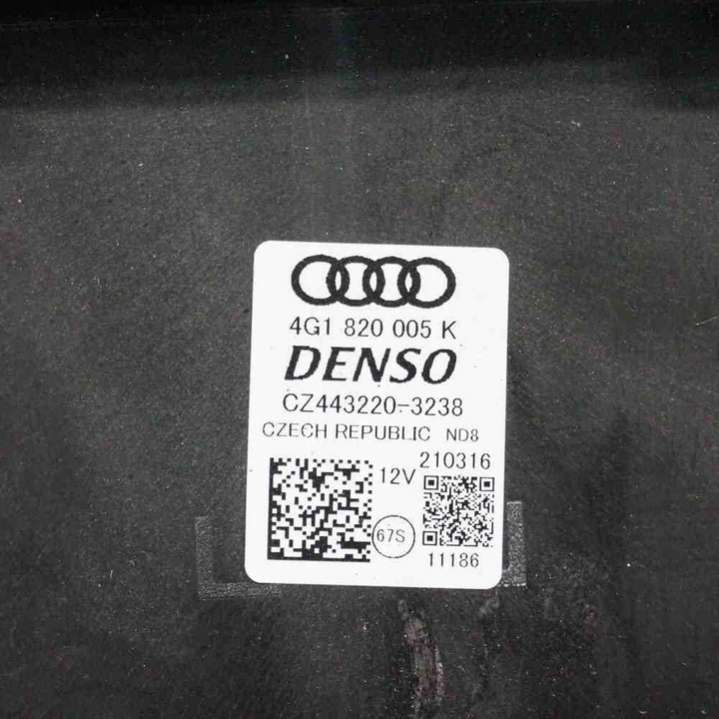 4G1 820 005 K
DENSO
CZ443220-3238
CZECH REPUBLIC ND8
12V 210316
67S
11186